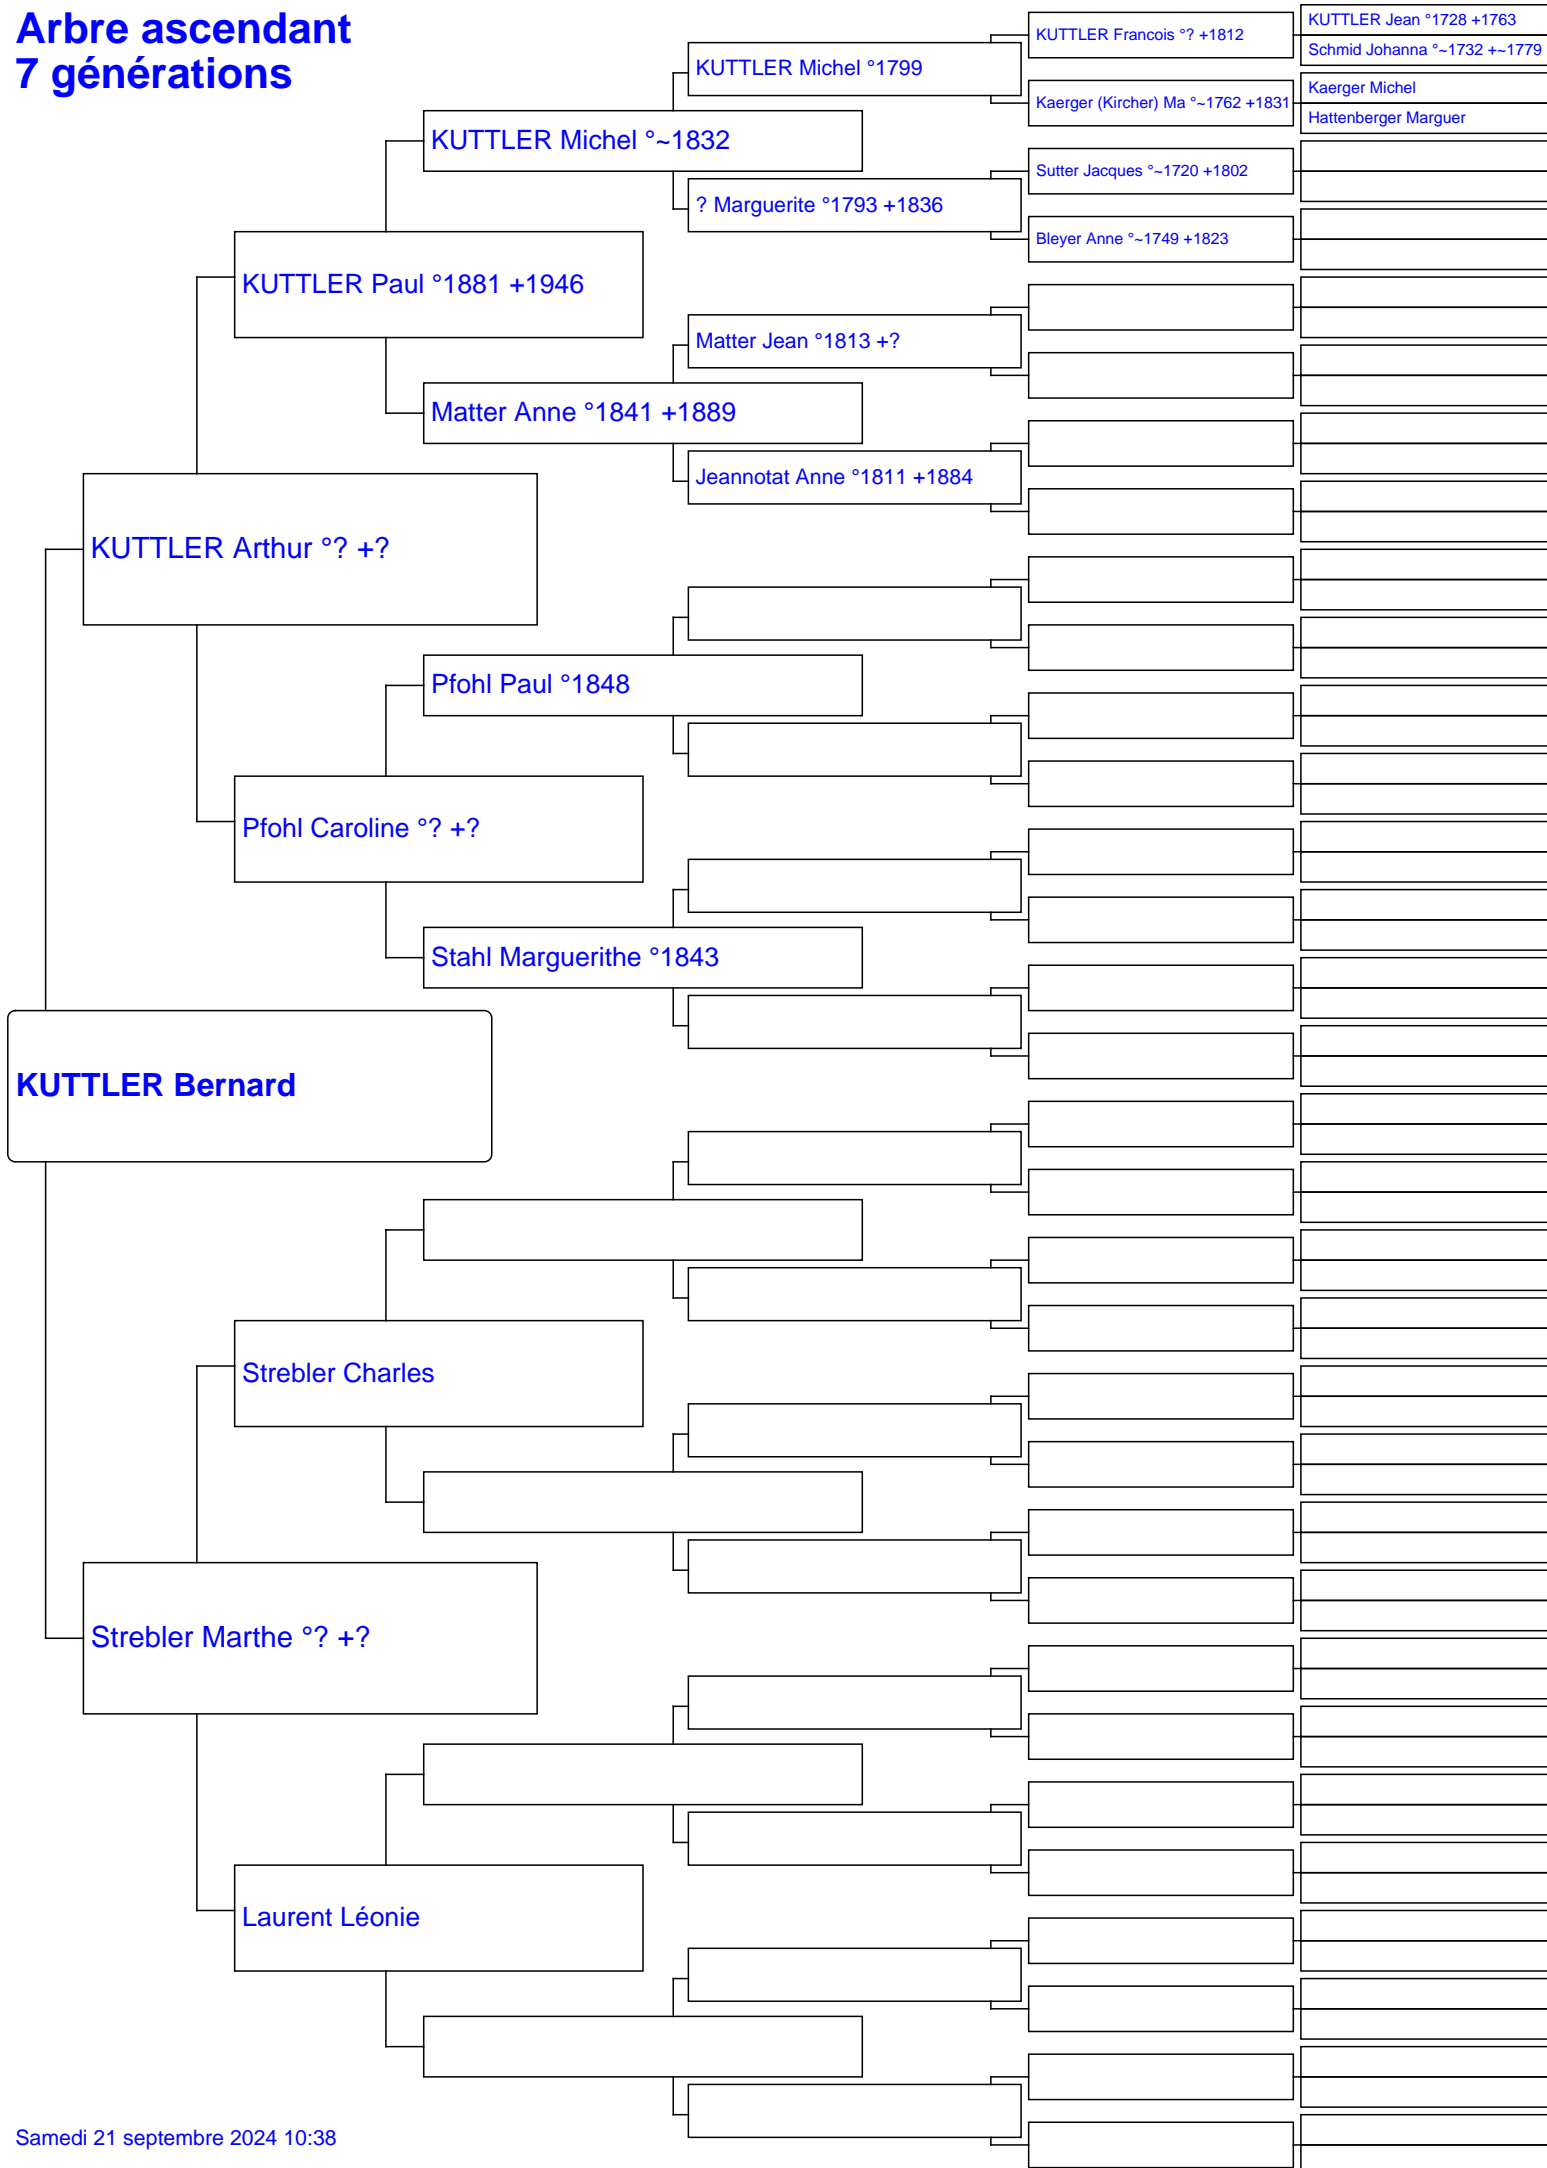 Arbre ascendant
7 générations
KUTTLER Jean °1728 +1763
KUTTLER Francois °? +1812
Schmid Johanna °~1732 +~1779
KUTTLER Michel °1799
Kaerger Michel
Kaerger (Kircher) Ma °~1762 +1831
Hattenberger Marguer
KUTTLER Michel °~1832
Sutter Jacques °~1720 +1802
? Marguerite °1793 +1836
Bleyer Anne °~1749 +1823
KUTTLER Paul °1881 +1946
Matter Jean °1813 +?
Matter Anne °1841 +1889
Jeannotat Anne °1811 +1884
KUTTLER Arthur °? +?
Pfohl Paul °1848
Pfohl Caroline °? +?
Stahl Marguerithe °1843
KUTTLER Bernard
Strebler Charles
Strebler Marthe °? +?
Laurent Léonie
Samedi 21 septembre 2024 10:38